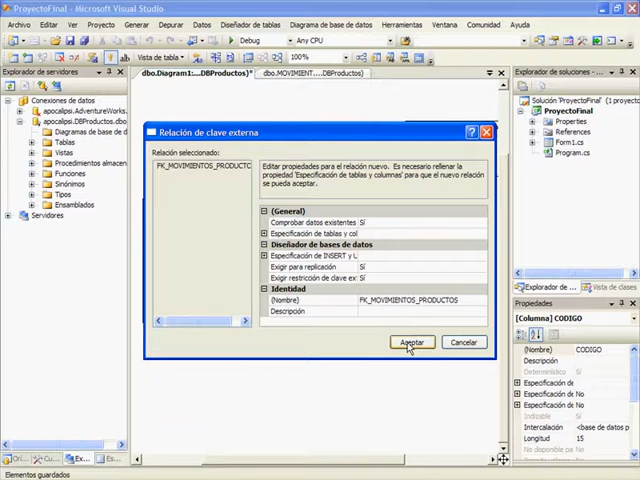 ProyectoFinal - Microsoft Visual Studio
Archivo Editar Ver Proyecto Generar Depurar Datos Diseñador de tablas Diagrama de base de datos Herramientas Ventana Comunidad Ayuda
Debug Any CPU
Vista de tabla 100%
Explorador de servidores
dbo.Diagram1:...DBProductos)* dbo.MOVIMIENT....DBProductos)
Explorador de soluciones - ...
Conexiones de datos
apocalipsi.AdventureWorks.
apocalipsi.DBProductos.dbo
Diagramas de base de d
Tablas
Vistas
Procedimientos almacen
Funciones
Sinónimos
Tipos
Ensamblados
Servidores
Relación de clave externa
Relación seleccionado:
FK_MOVIMIENTOS_PRODUCTO
Editar propiedades para el relación nuevo. Es necesario rellenar la
propiedad 'Especificación de tablas y columnas' para que el nuevo relación
se pueda aceptar.
(General)
Comprobar datos existentes Sí
Especificación de tablas y col
Diseñador de bases de datos
Especificación de INSERT y U
Exigir para replicación Sí
Exigir restricción de clave ex Sí
Identidad
(Nombre) FK_MOVIMIENTOS_PRODUCTOS
Descripción
Aceptar Cancelar
Solución 'ProyectoFinal' (1 proyec
ProyectoFinal
Properties
References
Form1.cs
Program.cs
Explorador de... Vista de clases
Propiedades
[Columna] CODIGO
(Nombre) CODIGO
Descripción
Determinístico Sí
Especificación de
Especificación de No
Especificación de No
Indizable Sí
Intercalación <base de datos p
Longitud 15
No disponible pa No
Orí... Cu... Ex... Es...
Elementos guardados